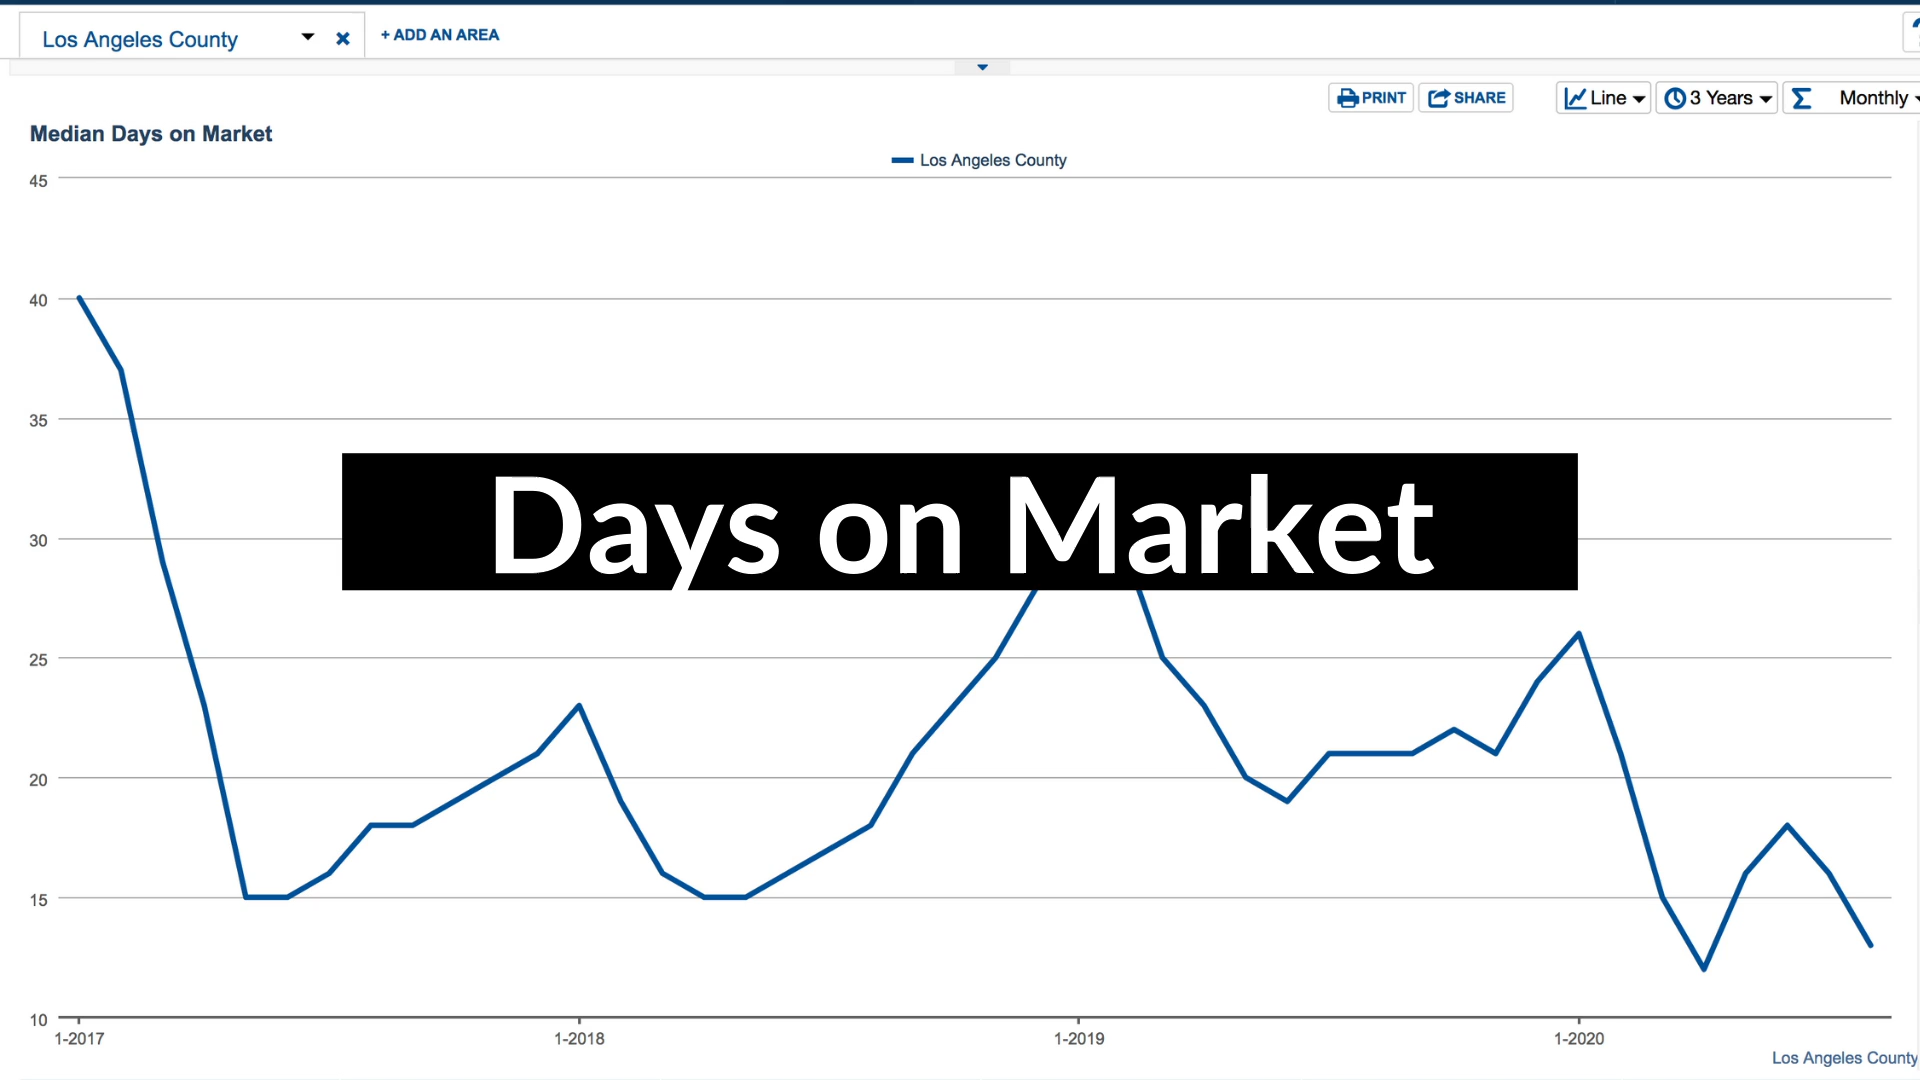 Los Angeles County
+ ADD AN AREA
PRINT
SHARE
Line
3 Years
Monthly
Median Days on Market
Los Angeles County
45
40
35
30
25
20
15
10
Days on Market
1-2017
1-2018
1-2019
1-2020
Los Angeles County